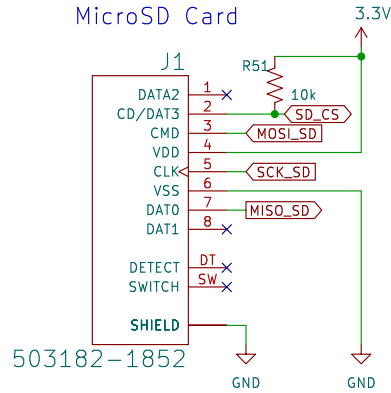 MicroSD Card
3.3V
J1
R51
10k
DATA2 1
CD/DAT3 2 SD_CS
CMD 3 MOSI_SD
VDD 4
CLK 5 SCK_SD
VSS 6
DAT0 7 MISO_SD
DAT1 8
DETECT DT
SWITCH SW
SHIELD
503182-1852
GND
GND